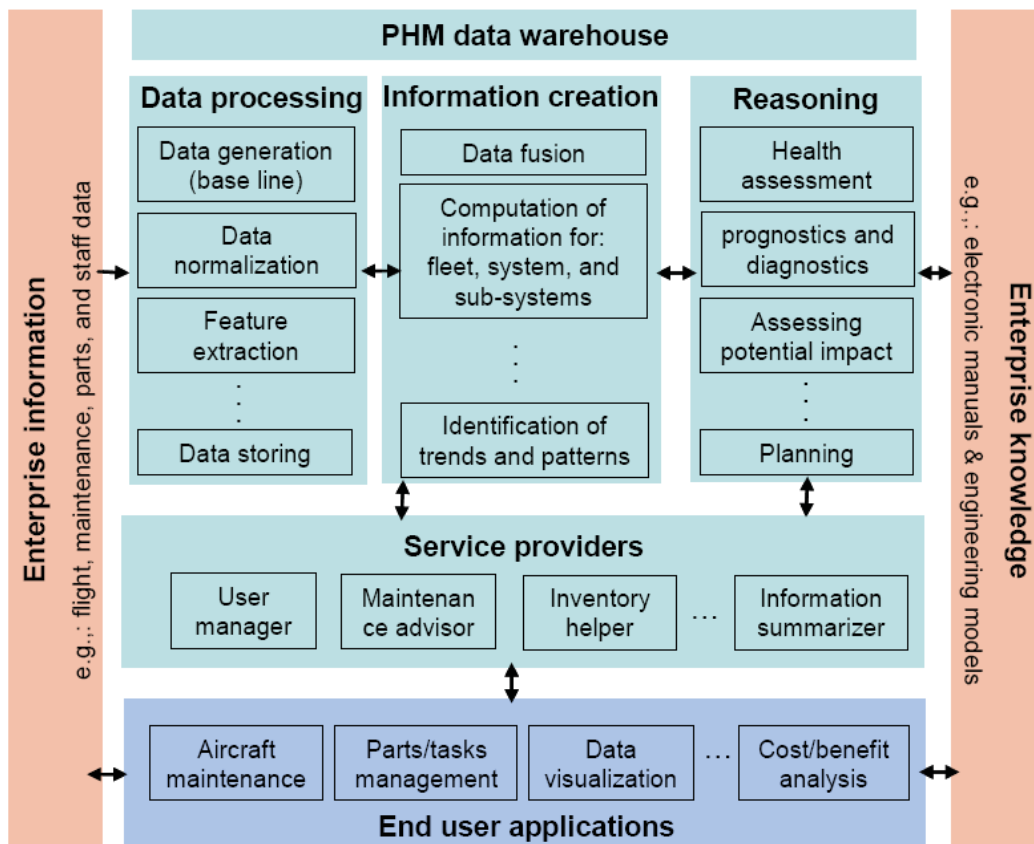 PHM data warehouse
Data processing
Data generation
(base line)
Data
normalization
Feature
extraction
.
.
.
Data storing
Information creation
Data fusion
Computation of
information for:
fleet, system, and
sub-systems
.
.
.
Identification of
trends and patterns
Reasoning
Health
assessment
prognostics and
diagnostics
Assessing
potential impact
.
.
.
Planning
Enterprise information
e.g.,: flight, maintenance, parts, and staff data
Enterprise knowledge
e.g.,: electronic manuals & engineering models
Service providers
User
manager
Maintenan
ce advisor
Inventory
helper
...
Information
summarizer
Aircraft
maintenance
Parts/tasks
management
Data
visualization
...
Cost/benefit
analysis
End user applications